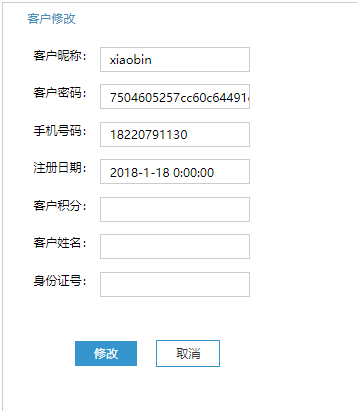 客户修改
客户昵称： xiaobin
客户密码： 7504605257cc60c64491
手机号码： 18220791130
注册日期： 2018-1-18 0:00:00
客户积分：
客户姓名：
身份证号：
修改 取消